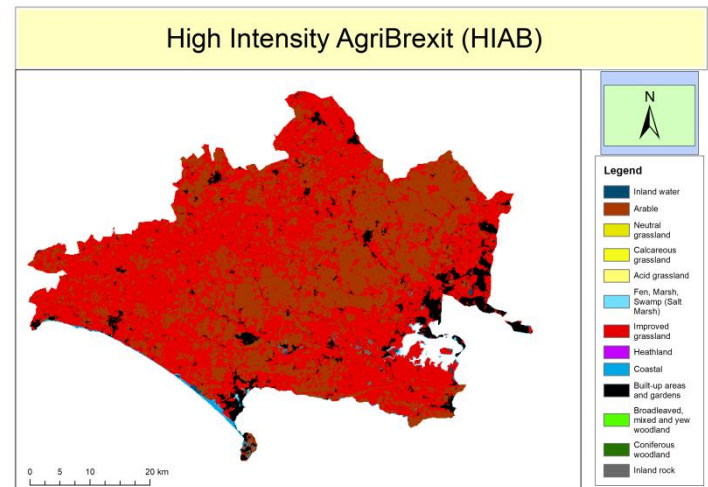 High Intensity AgriBrexit (HIAB)
N
Legend
Inland water
Arable
Neutral
grassland
Calcareous
grassland
Acid grassland
Fen, Marsh,
Swamp (Salt
Marsh)
Improved
grassland
Heathland
Coastal
Built-up areas
and gardens
Broadleaved,
mixed and yew
woodland
Coniferous
woodland
Inland rock
0 5 10 20 km